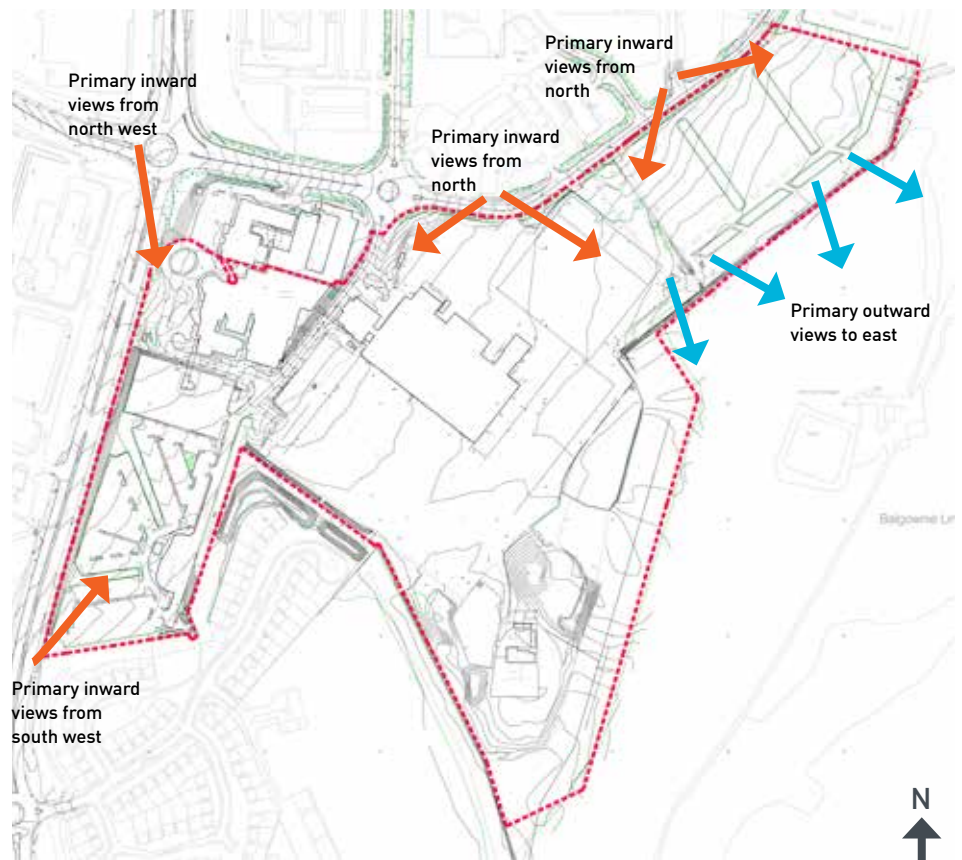 Primary inward
views from
north
Primary inward
views from
north west
Primary inward
views from
north
Primary outward
views to east
Primary inward
views from
south west
N